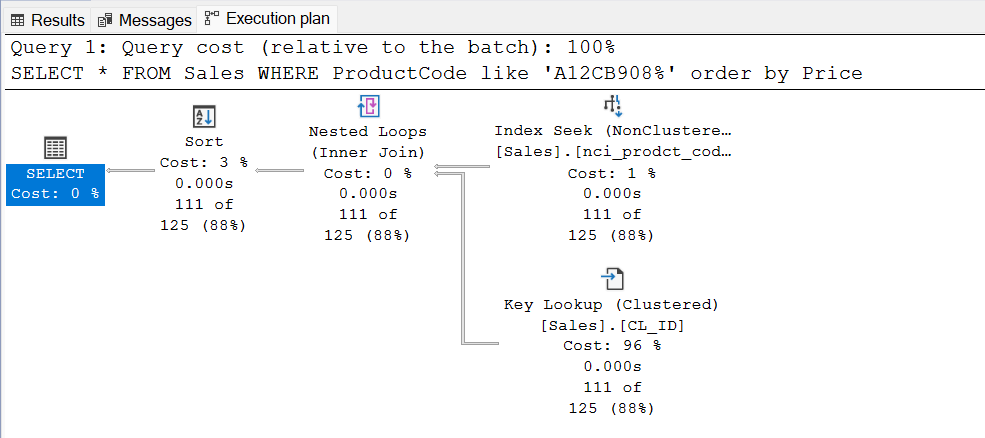 Results Messages Execution plan
Query 1: Query cost (relative to the batch): 100%
SELECT * FROM Sales WHERE ProductCode like 'A12CB908%' order by Price
SELECT
Cost: 0 %
Sort
Cost: 3 %
0.000s
111 of
125 (88%)
Nested Loops
(Inner Join)
Cost: 0 %
0.000s
111 of
125 (88%)
Index Seek (NonClustere…
[Sales].[nci_prodct_cod…
Cost: 1 %
0.000s
111 of
125 (88%)
Key Lookup (Clustered)
[Sales].[CL_ID]
Cost: 96 %
0.000s
111 of
125 (88%)